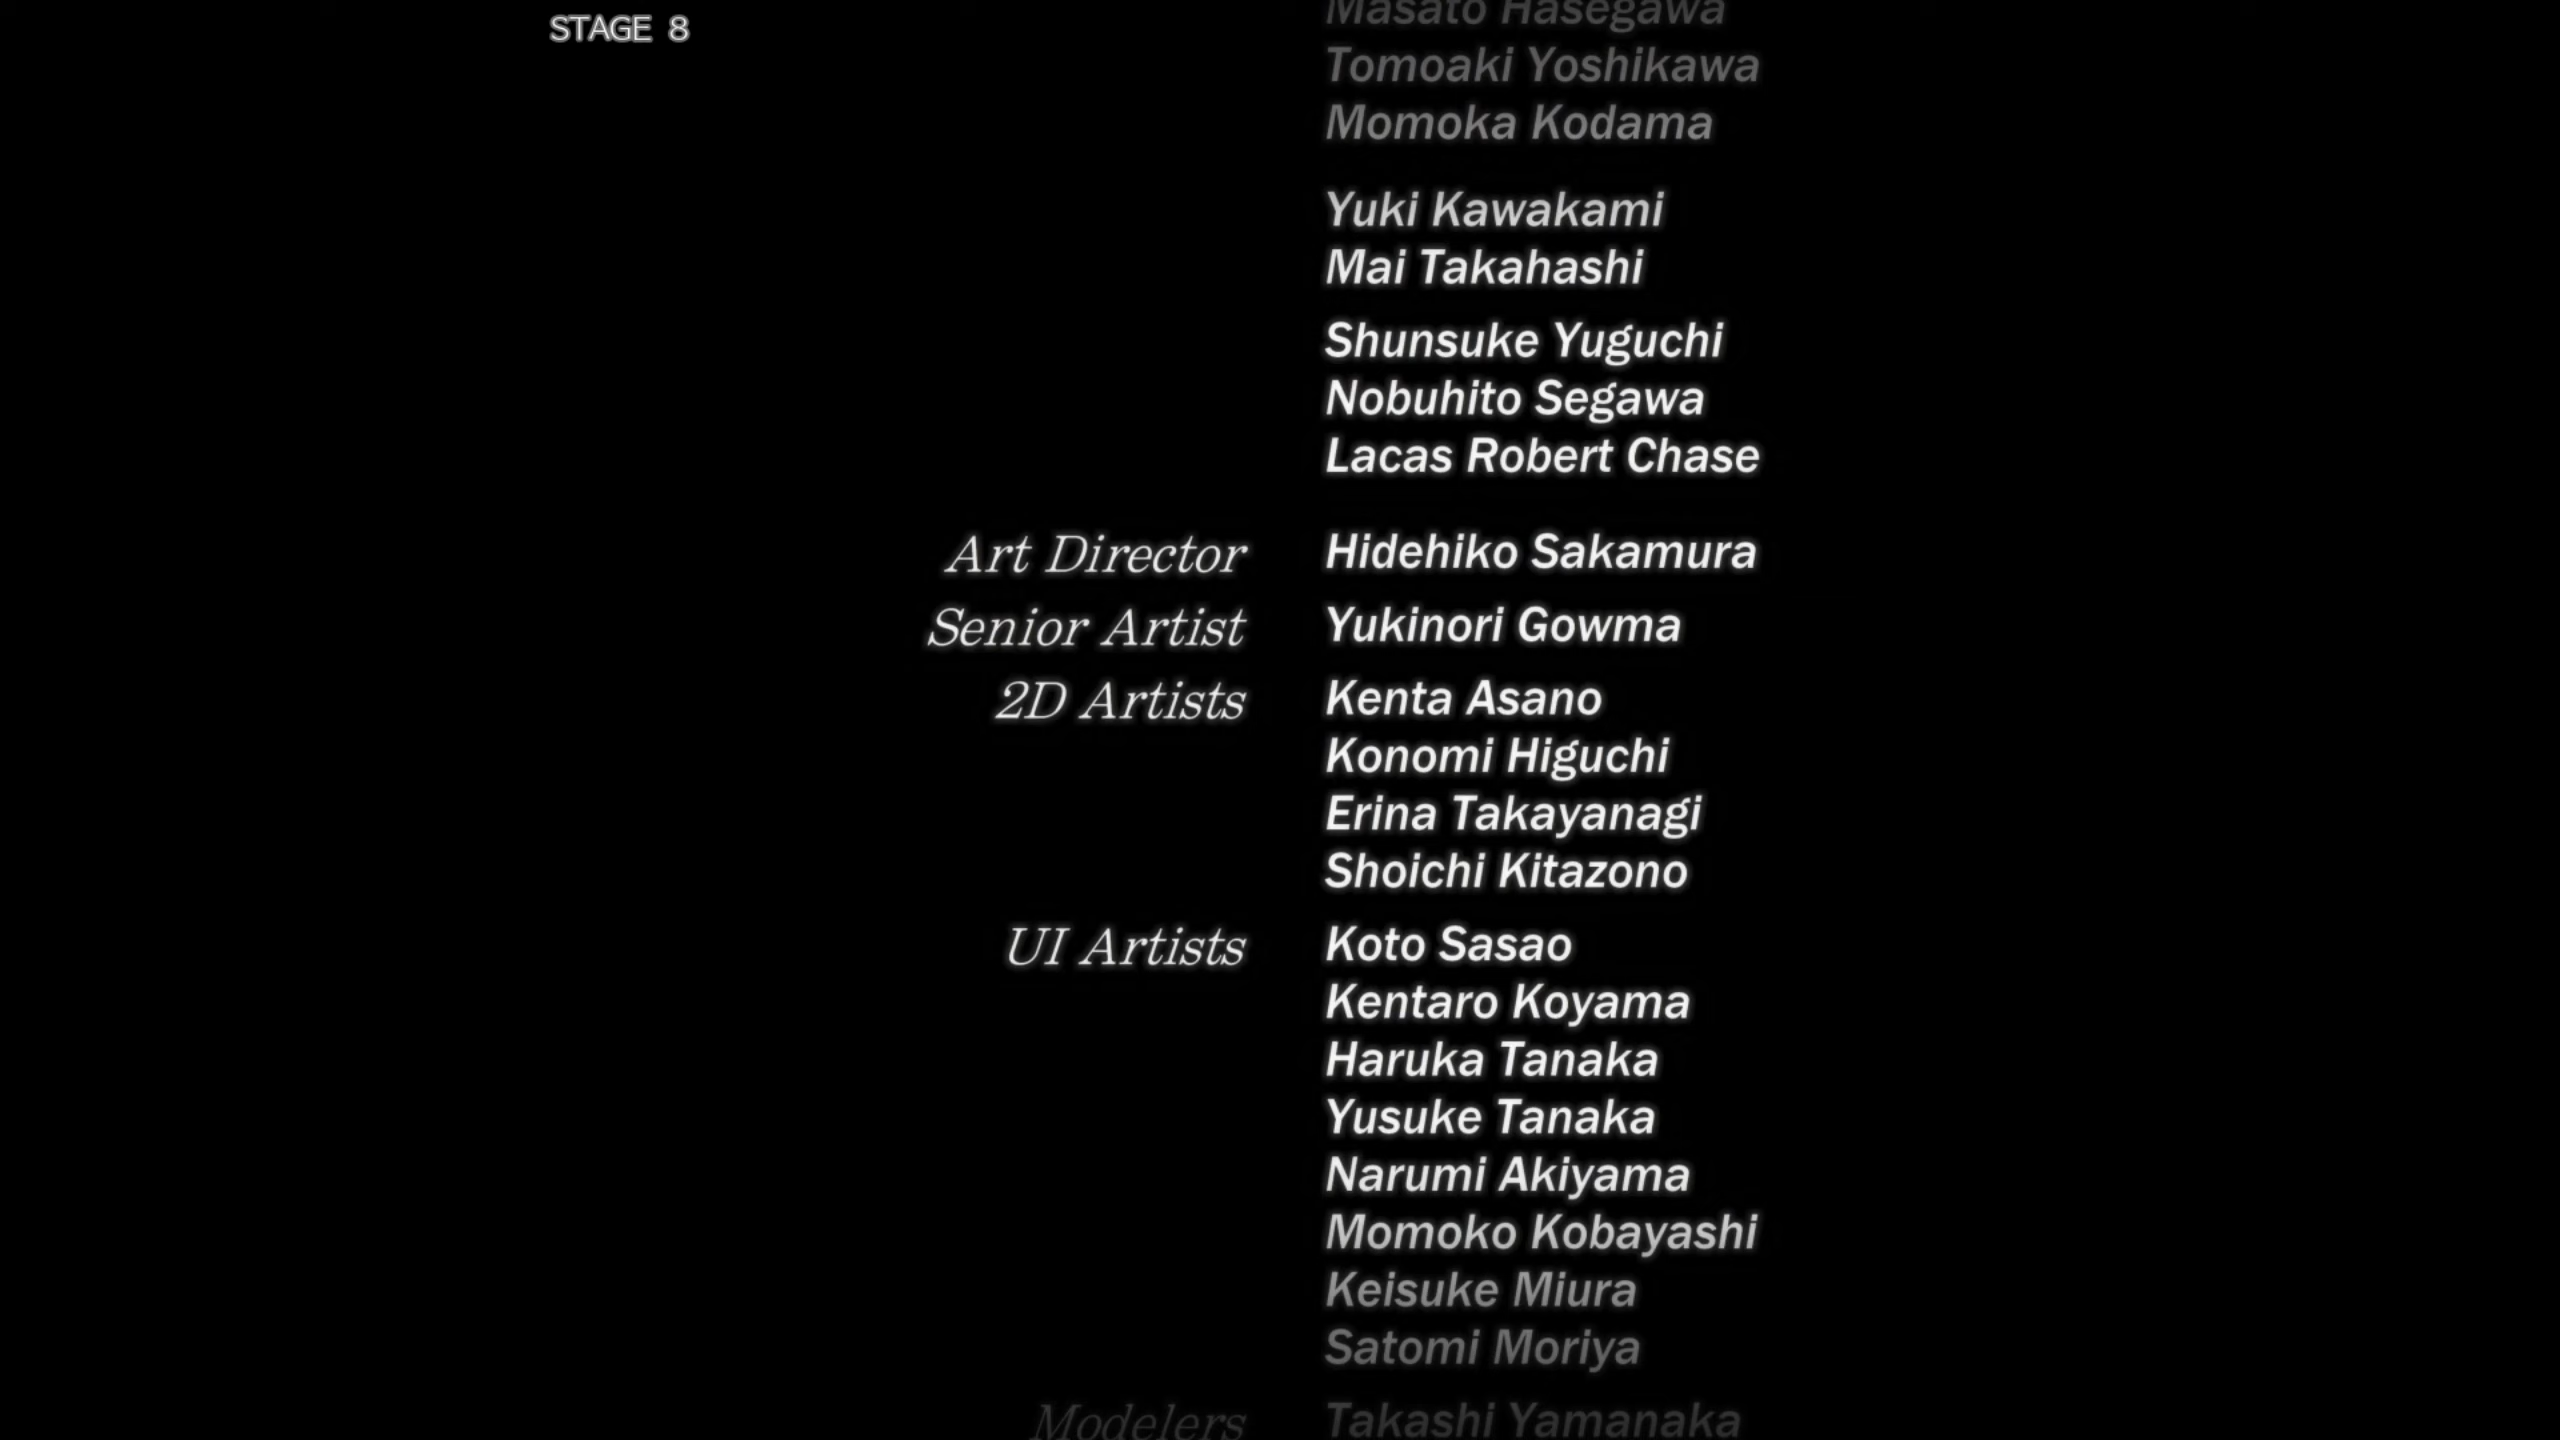 STAGE 8
Masato Hasegawa
Tomoaki Yoshikawa
Momoka Kodama
Yuki Kawakami
Mai Takahashi
Shunsuke Yuguchi
Nobuhito Segawa
Lacas Robert Chase
Art Director Hidehiko Sakamura
Senior Artist Yukinori Gowma
2D Artists Kenta Asano
Konomi Higuchi
Erina Takayanagi
Shoichi Kitazono
UI Artists Koto Sasao
Kentaro Koyama
Haruka Tanaka
Yusuke Tanaka
Narumi Akiyama
Momoko Kobayashi
Keisuke Miura
Satomi Moriya
Modelers Takashi Yamanaka